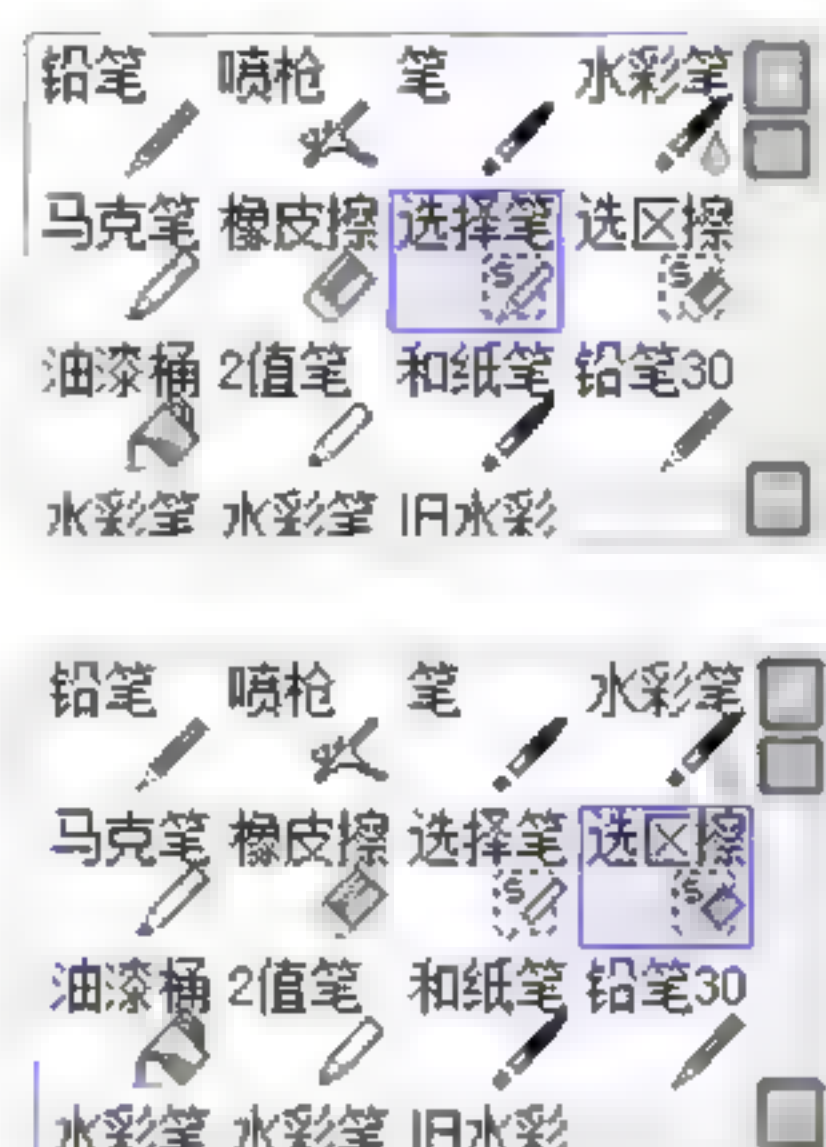 铅笔 喷枪 笔 水彩笔
马克笔 橡皮擦 选择笔 选区擦
油漆桶 2值笔 和纸笔 铅笔30
水彩笔 水彩笔 旧水彩
铅笔 喷枪 笔 水彩笔
马克笔 橡皮擦 选择笔 选区擦
油漆桶 2值笔 和纸笔 铅笔30
水彩笔 水彩笔 旧水彩